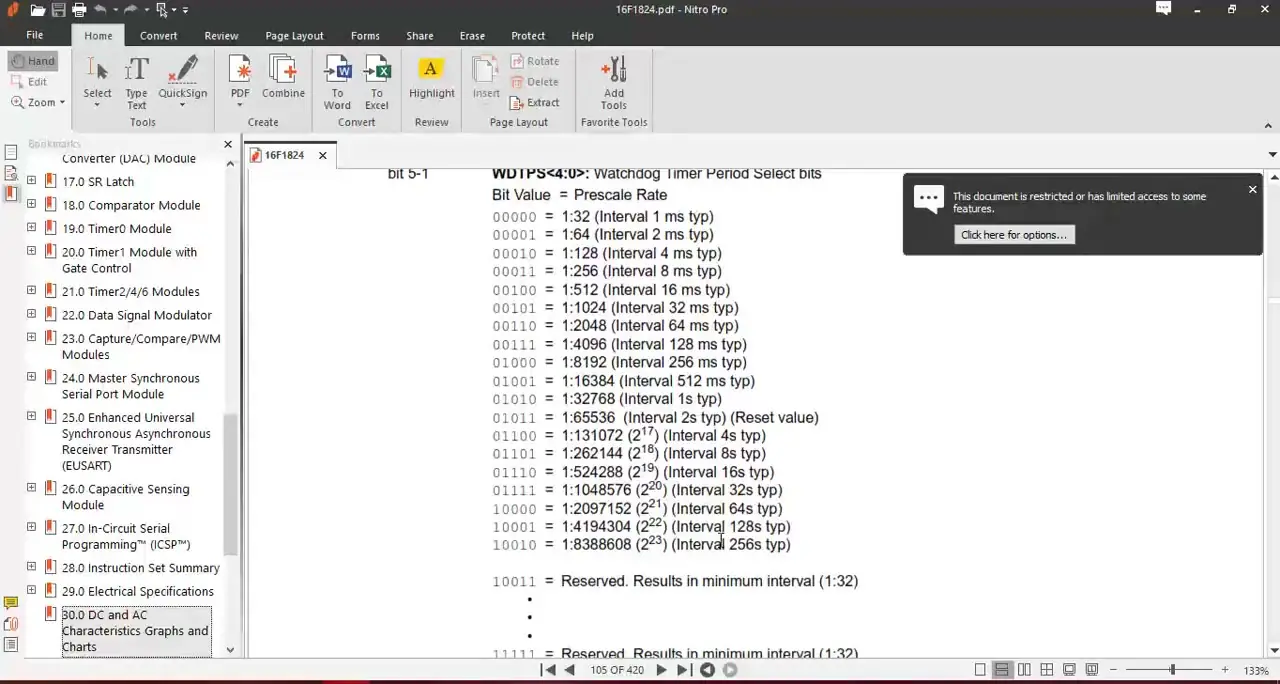 16F1824.pdf - Nitro Pro
File Home Convert Review Page Layout Forms Share Erase Protect Help
Hand
Edit
Zoom
Select
Type Text
QuickSign
Tools
PDF
Combine
Create
To Word
To Excel
Convert
Highlight
Review
Insert
Rotate
Delete
Extract
Page Layout
Add Tools
Favorite Tools
Bookmarks
Converter (DAC) Module
17.0 SR Latch
18.0 Comparator Module
19.0 Timer0 Module
20.0 Timer1 Module with
Gate Control
21.0 Timer2/4/6 Modules
22.0 Data Signal Modulator
23.0 Capture/Compare/PWM
Modules
24.0 Master Synchronous
Serial Port Module
25.0 Enhanced Universal
Synchronous Asynchronous
Receiver Transmitter
(EUSART)
26.0 Capacitive Sensing
Module
27.0 In-Circuit Serial
Programming™ (ICSP™)
28.0 Instruction Set Summary
29.0 Electrical Specifications
30.0 DC and AC
Characteristics Graphs and
Charts
16F1824
bit 5-1 WDTPS<4:0>: Watchdog Timer Period Select bits
Bit Value = Prescale Rate
00000 = 1:32 (Interval 1 ms typ)
00001 = 1:64 (Interval 2 ms typ)
00010 = 1:128 (Interval 4 ms typ)
00011 = 1:256 (Interval 8 ms typ)
00100 = 1:512 (Interval 16 ms typ)
00101 = 1:1024 (Interval 32 ms typ)
00110 = 1:2048 (Interval 64 ms typ)
00111 = 1:4096 (Interval 128 ms typ)
01000 = 1:8192 (Interval 256 ms typ)
01001 = 1:16384 (Interval 512 ms typ)
01010 = 1:32768 (Interval 1s typ)
01011 = 1:65536 (Interval 2s typ) (Reset value)
01100 = 1:131072 (2¹⁷) (Interval 4s typ)
01101 = 1:262144 (2¹⁸) (Interval 8s typ)
01110 = 1:524288 (2¹⁹) (Interval 16s typ)
01111 = 1:1048576 (2²⁰) (Interval 32s typ)
10000 = 1:2097152 (2²¹) (Interval 64s typ)
10001 = 1:4194304 (2²²) (Interval 128s typ)
10010 = 1:8388608 (2²³) (Interval 256s typ)
10011 = Reserved. Results in minimum interval (1:32)
•
•
•
11111 = Reserved. Results in minimum interval (1:32)
This document is restricted or has limited access to some
features.
Click here for options...
105 OF 420
133%